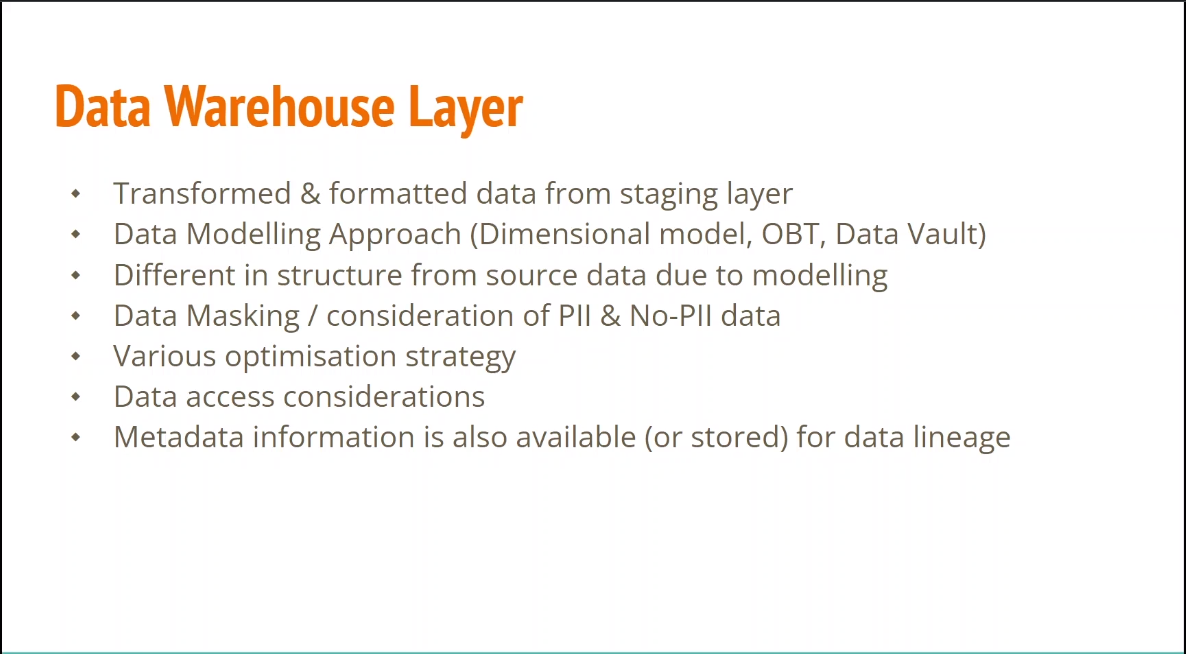 Data Warehouse Layer
Transformed & formatted data from staging layer
Data Modelling Approach (Dimensional model, OBT, Data Vault)
Different in structure from source data due to modelling
Data Masking / consideration of PII & No-PII data
Various optimisation strategy
Data access considerations
Metadata information is also available (or stored) for data lineage